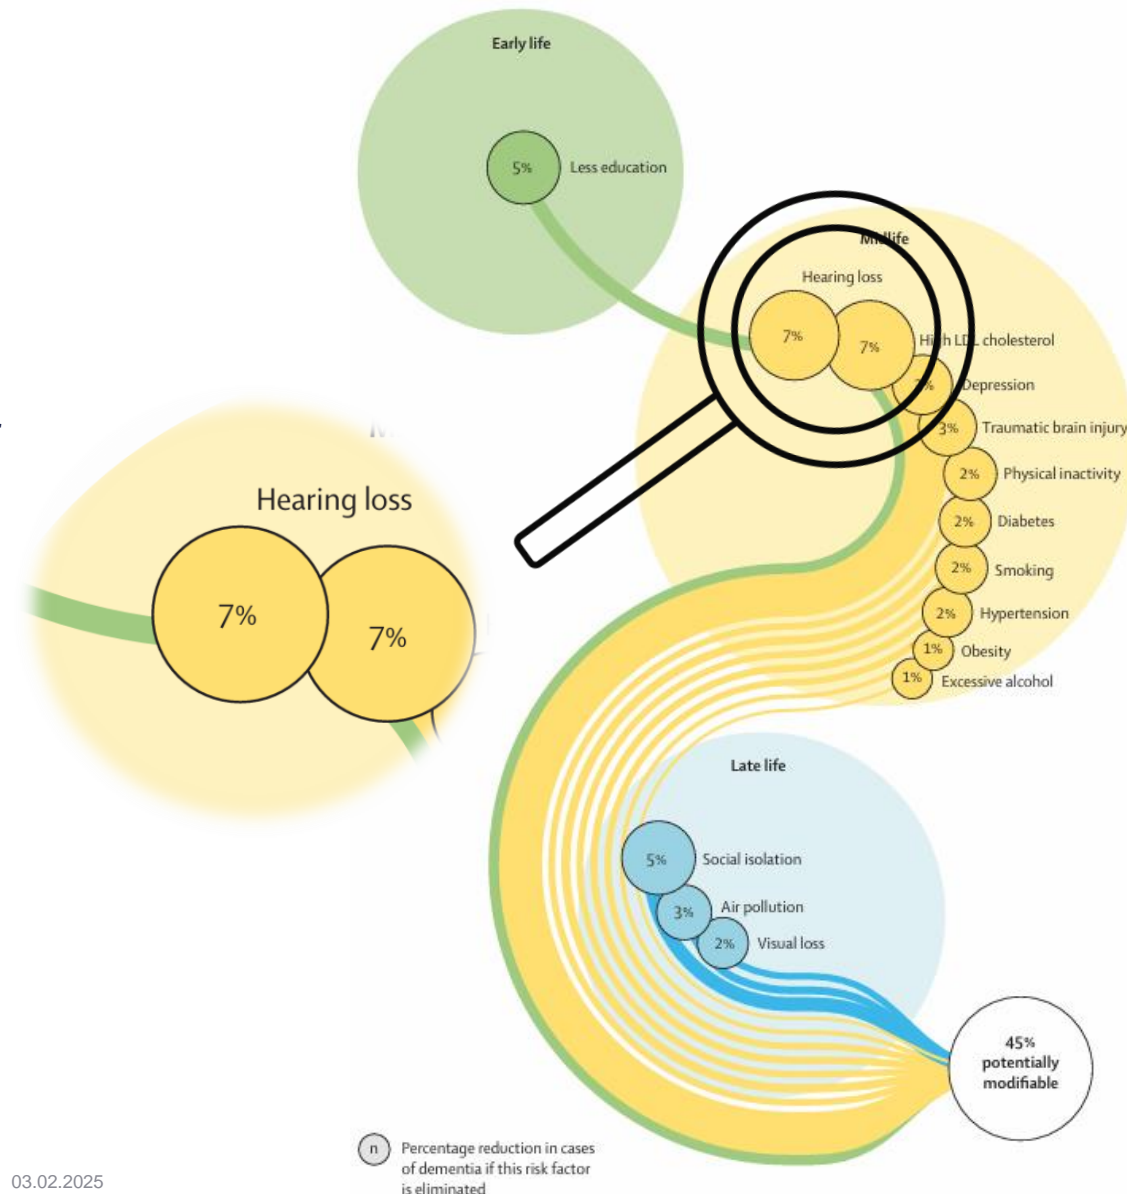 Early life
5%
Less education
Midlife
Hearing loss
7%
7%
High LDL cholesterol
3%
Depression
3%
Traumatic brain injury
2%
Physical inactivity
2%
Diabetes
2%
Smoking
2%
Hypertension
1%
Obesity
1%
Excessive alcohol
Hearing loss
7%
7%
Late life
5%
Social isolation
3%
Air pollution
2%
Visual loss
45%
potentially
modifiable
n
Percentage reduction in cases
of dementia if this risk factor
is eliminated
03.02.2025